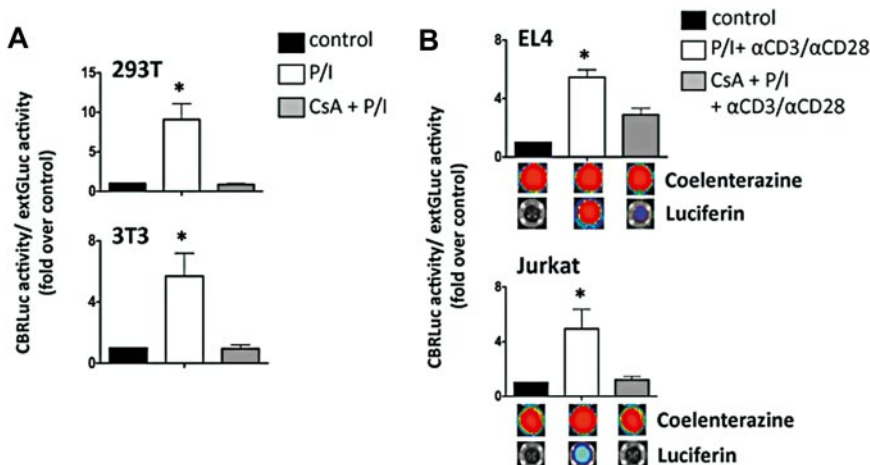 A
293T
control
P/I
CsA + P/I
15
10
5
0
*
CBRLuc activity/ extGLuc activity
(fold over control)
3T3
8
4
0
*
B
EL4
control
P/I+ αCD3/αCD28
CsA + P/I
+ αCD3/αCD28
8
4
0
*
Coelenterazine
Luciferin
CBRLuc activity/ extGLuc activity
(fold over control)
Jurkat
8
4
0
*
Coelenterazine
Luciferin